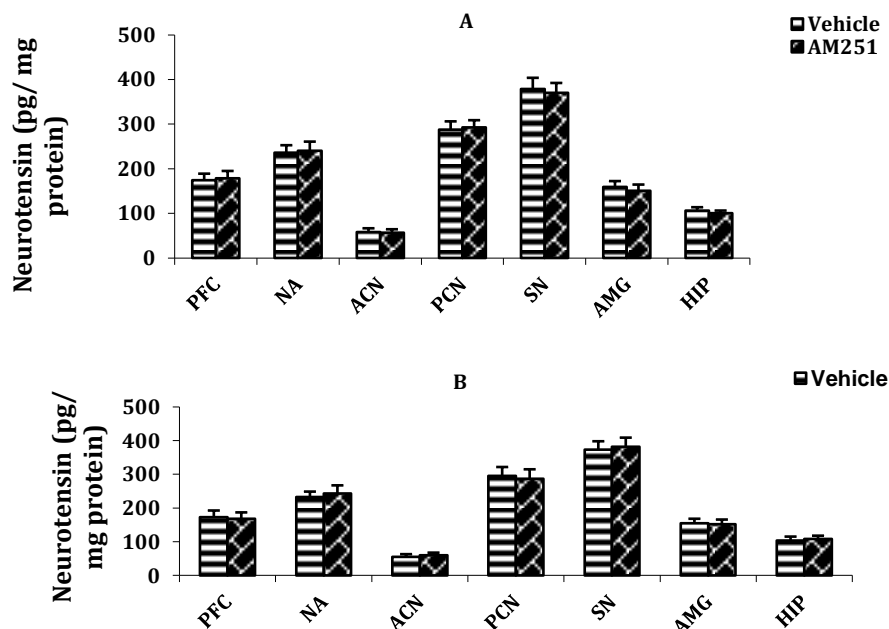 A
Vehicle
AM251
Neurotensin (pg/ mg
protein)
500
400
300
200
100
0
PFC
NA
ACN
PCN
SN
AMG
HIP
B
Vehicle
Neurotensin (pg/
mg protein)
500
400
300
200
100
0
PFC
NA
ACN
PCN
SN
AMG
HIP